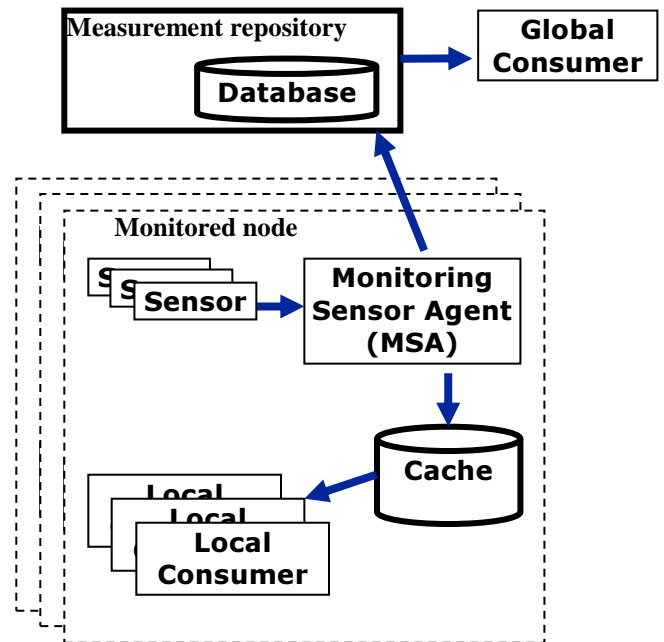 Measurement repository
Database
Global
Consumer
Monitored node
S
S
Sensor
Monitoring
Sensor Agent
(MSA)
Cache
Local
Local
Local
Consumer